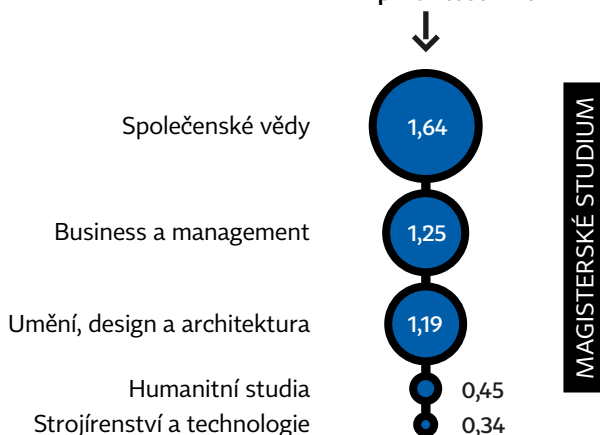 Společenské vědy 1,64
Business a management 1,25
Umění, design a architektura 1,19
Humanitní studia 0,45
Strojírenství a technologie 0,34
MAGISTERSKÉ STUDIUM